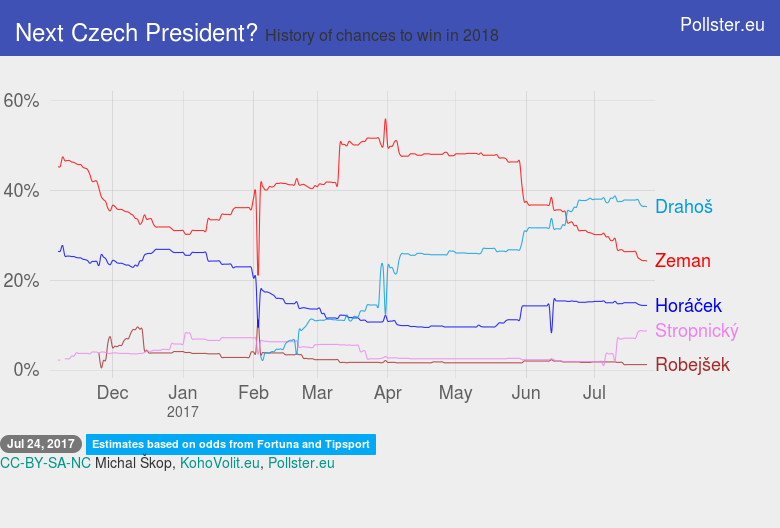 Next Czech President? History of chances to win in 2018
Pollster.eu
60%
40%
20%
0%
Drahoš
Zeman
Horáček
Stropnický
Robejšek
Dec Jan Feb Mar Apr May Jun Jul
2017
Jul 24, 2017 Estimates based on odds from Fortuna and Tipsport
CC-BY-SA-NC Michal Škop, KohoVolit.eu, Pollster.eu